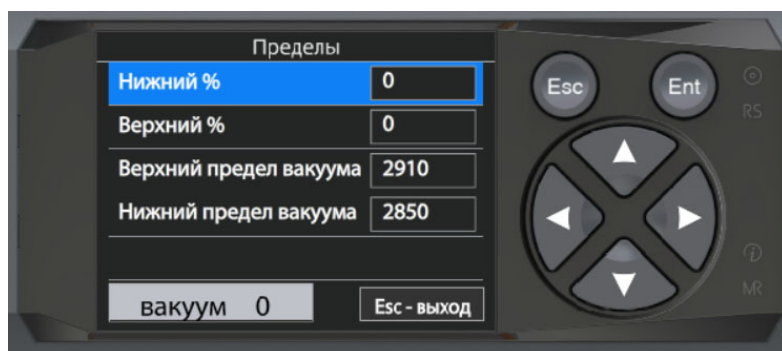 Пределы
Нижний % 0
Верхний % 0
Верхний предел вакуума 2910
Нижний предел вакуума 2850
вакуум 0 Esc - выход
Esc Ent
RS
i
MR